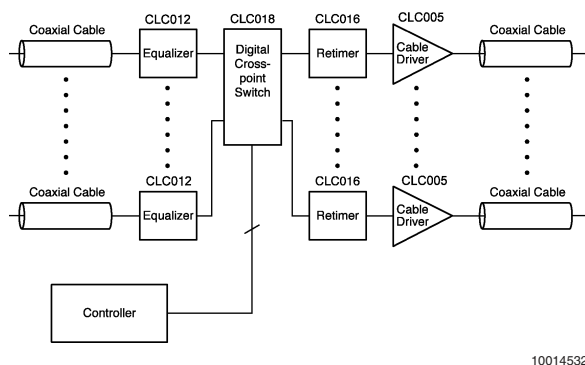 CLC012
CLC018
CLC016
CLC005
Coaxial Cable
Equalizer
Digital
Cross-
point
Switch
Retimer
Cable
Driver
Coaxial Cable
Coaxial Cable
CLC012
Equalizer
CLC016
Retimer
CLC005
Cable
Driver
Coaxial Cable
Controller
10014532